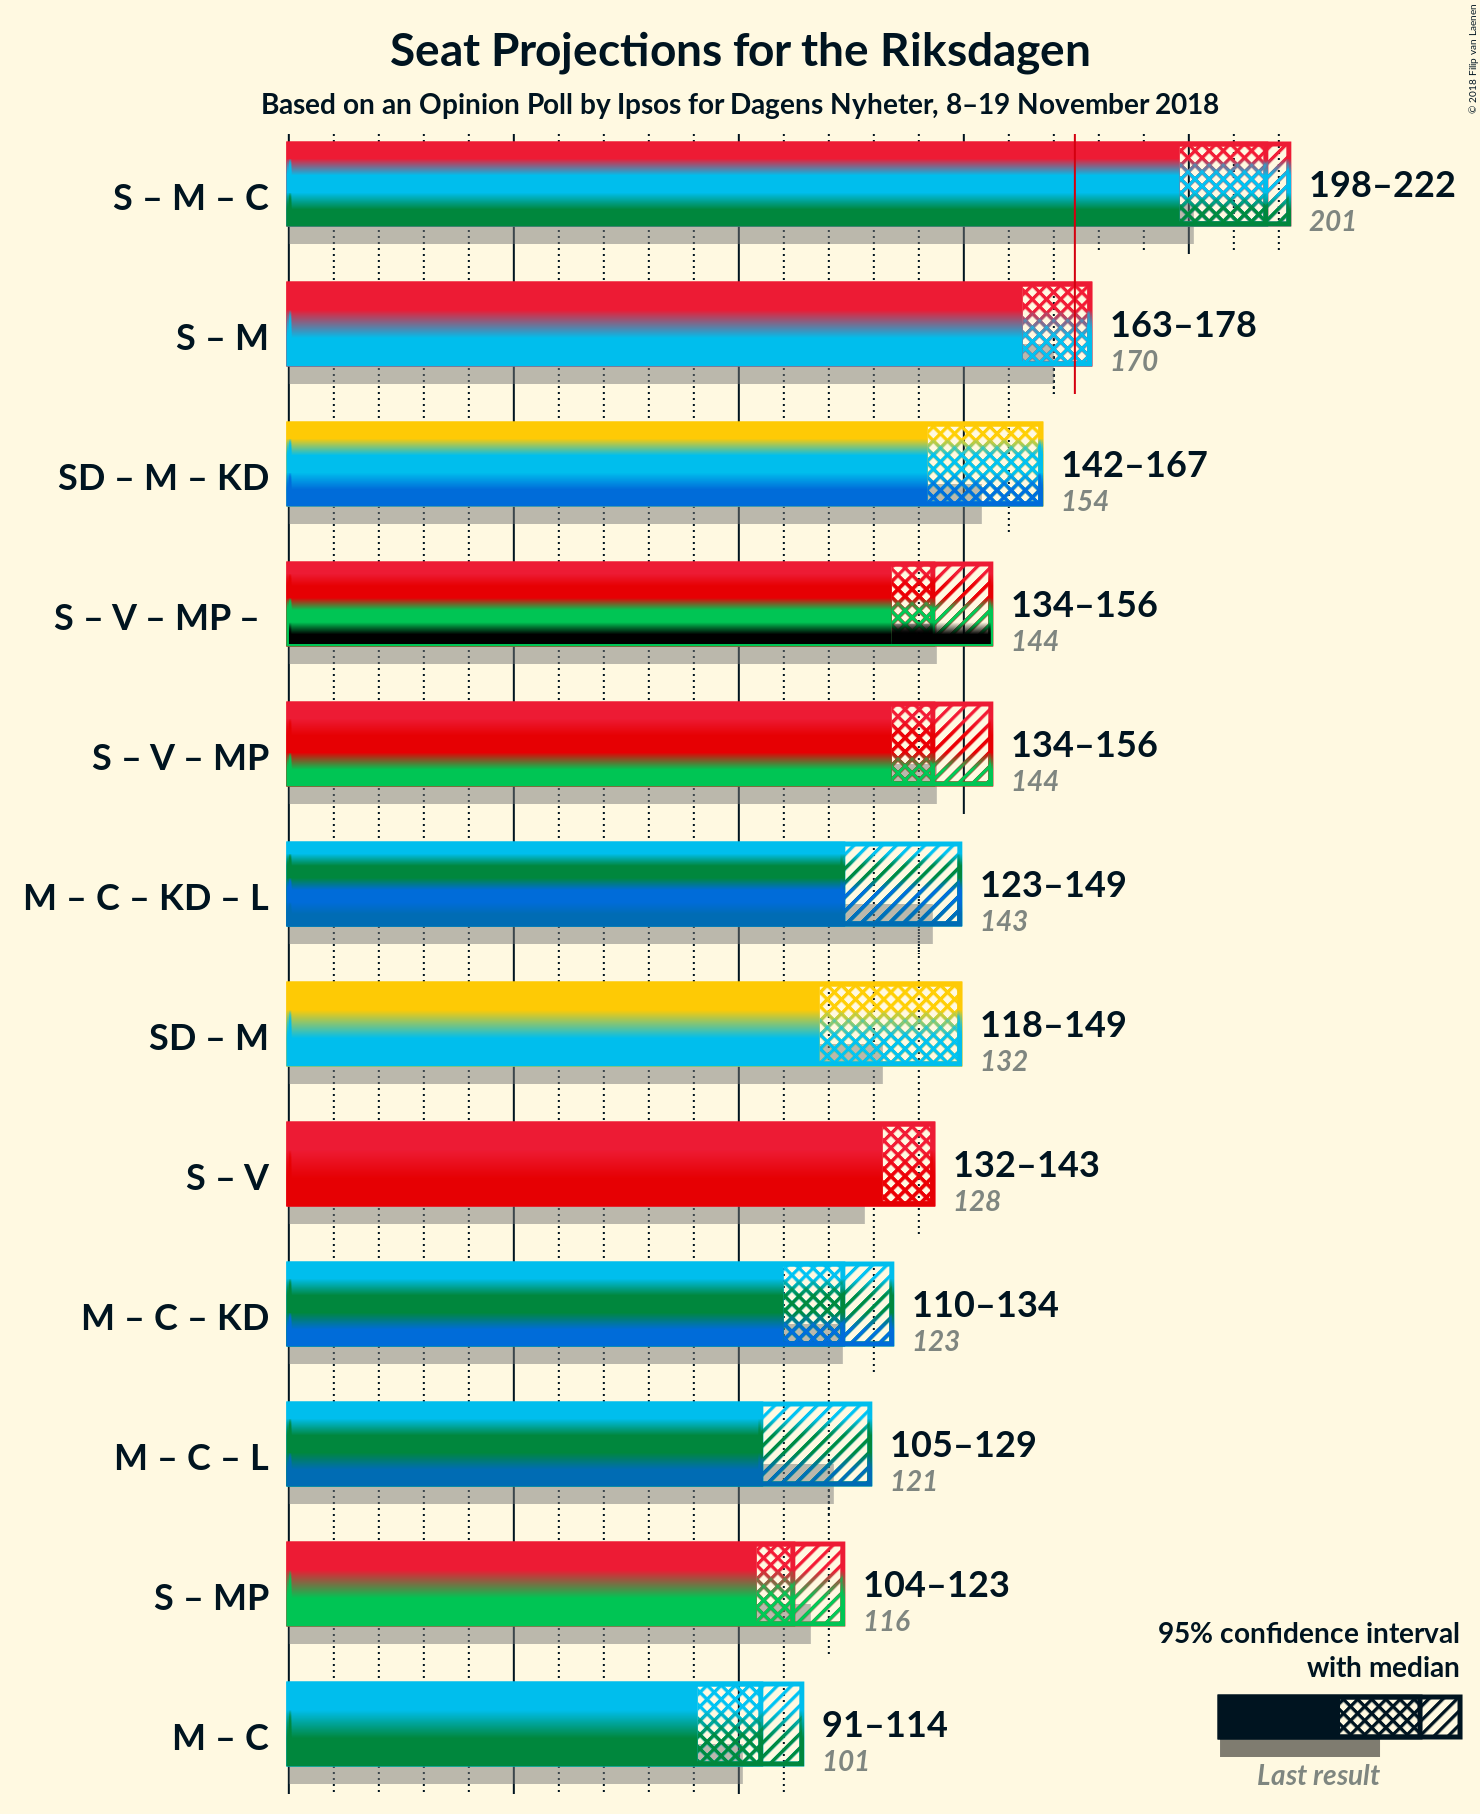 Seat Projections for the Riksdagen
Based on an Opinion Poll by Ipsos for Dagens Nyheter, 8–19 November 2018
© 2018 Filip van Laenen
S – M – C
198–222
201
S – M
163–178
170
SD – M – KD
142–167
154
S – V – MP –
134–156
144
S – V – MP
134–156
144
M – C – KD – L
123–149
143
SD – M
118–149
132
S – V
132–143
128
M – C – KD
110–134
123
M – C – L
105–129
121
S – MP
104–123
116
M – C
91–114
101
95% confidence interval
with median
Last result